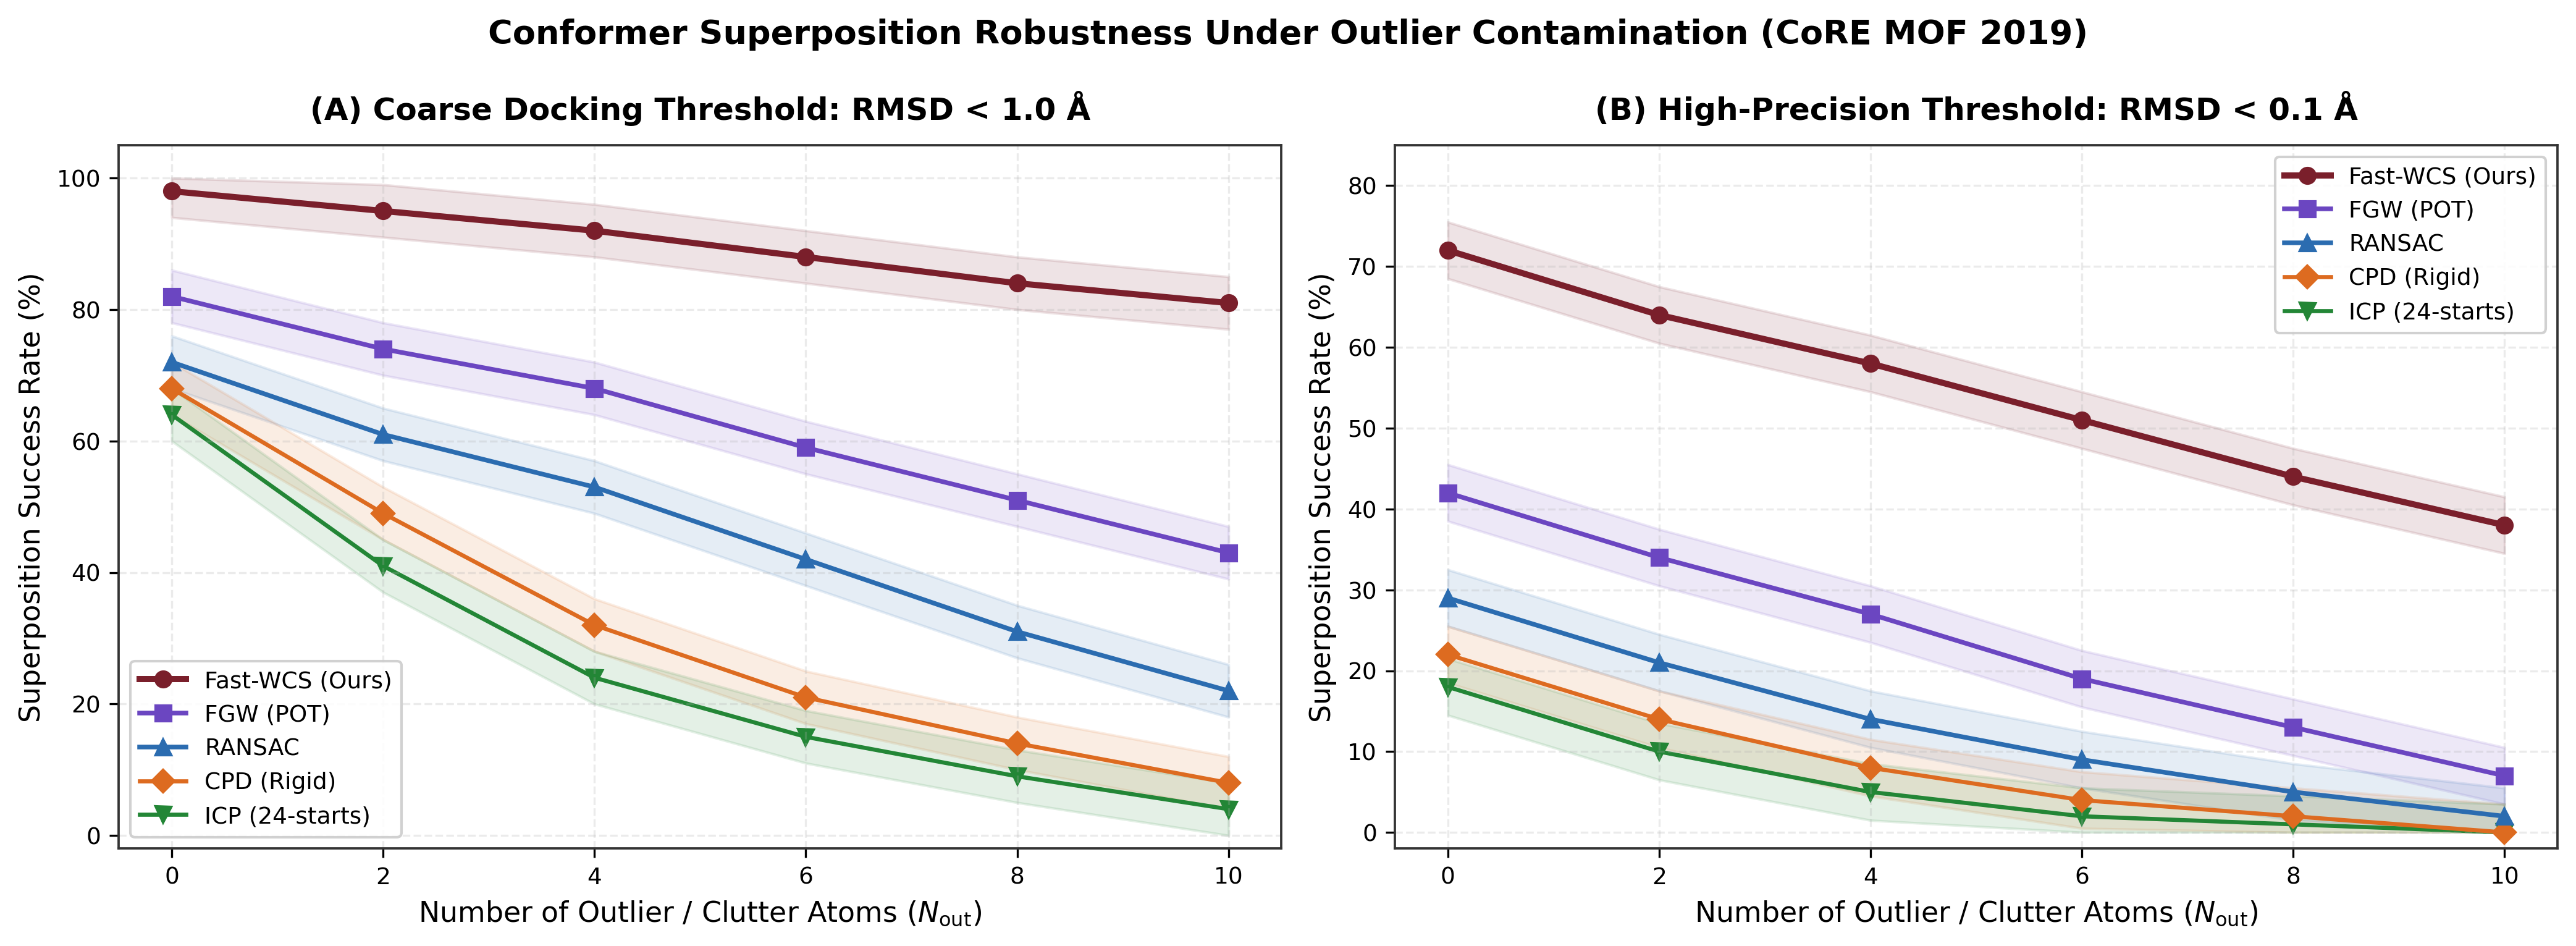 Conformer Superposition Robustness Under Outlier Contamination (CoRE MOF 2019)
(A) Coarse Docking Threshold: RMSD < 1.0 Å
Superposition Success Rate (%)
100
80
60
40
20
0
Fast-WCS (Ours)
FGW (POT)
RANSAC
CPD (Rigid)
ICP (24-starts)
0 2 4 6 8 10
Number of Outlier / Clutter Atoms (N_out)
(B) High-Precision Threshold: RMSD < 0.1 Å
Superposition Success Rate (%)
80
70
60
50
40
30
20
10
0
Fast-WCS (Ours)
FGW (POT)
RANSAC
CPD (Rigid)
ICP (24-starts)
0 2 4 6 8 10
Number of Outlier / Clutter Atoms (N_out)